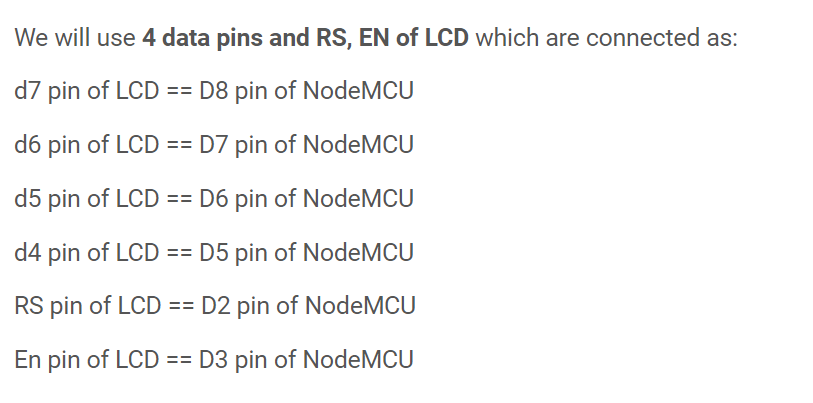 We will use 4 data pins and RS, EN of LCD which are connected as:
d7 pin of LCD == D8 pin of NodeMCU
d6 pin of LCD == D7 pin of NodeMCU
d5 pin of LCD == D6 pin of NodeMCU
d4 pin of LCD == D5 pin of NodeMCU
RS pin of LCD == D2 pin of NodeMCU
En pin of LCD == D3 pin of NodeMCU